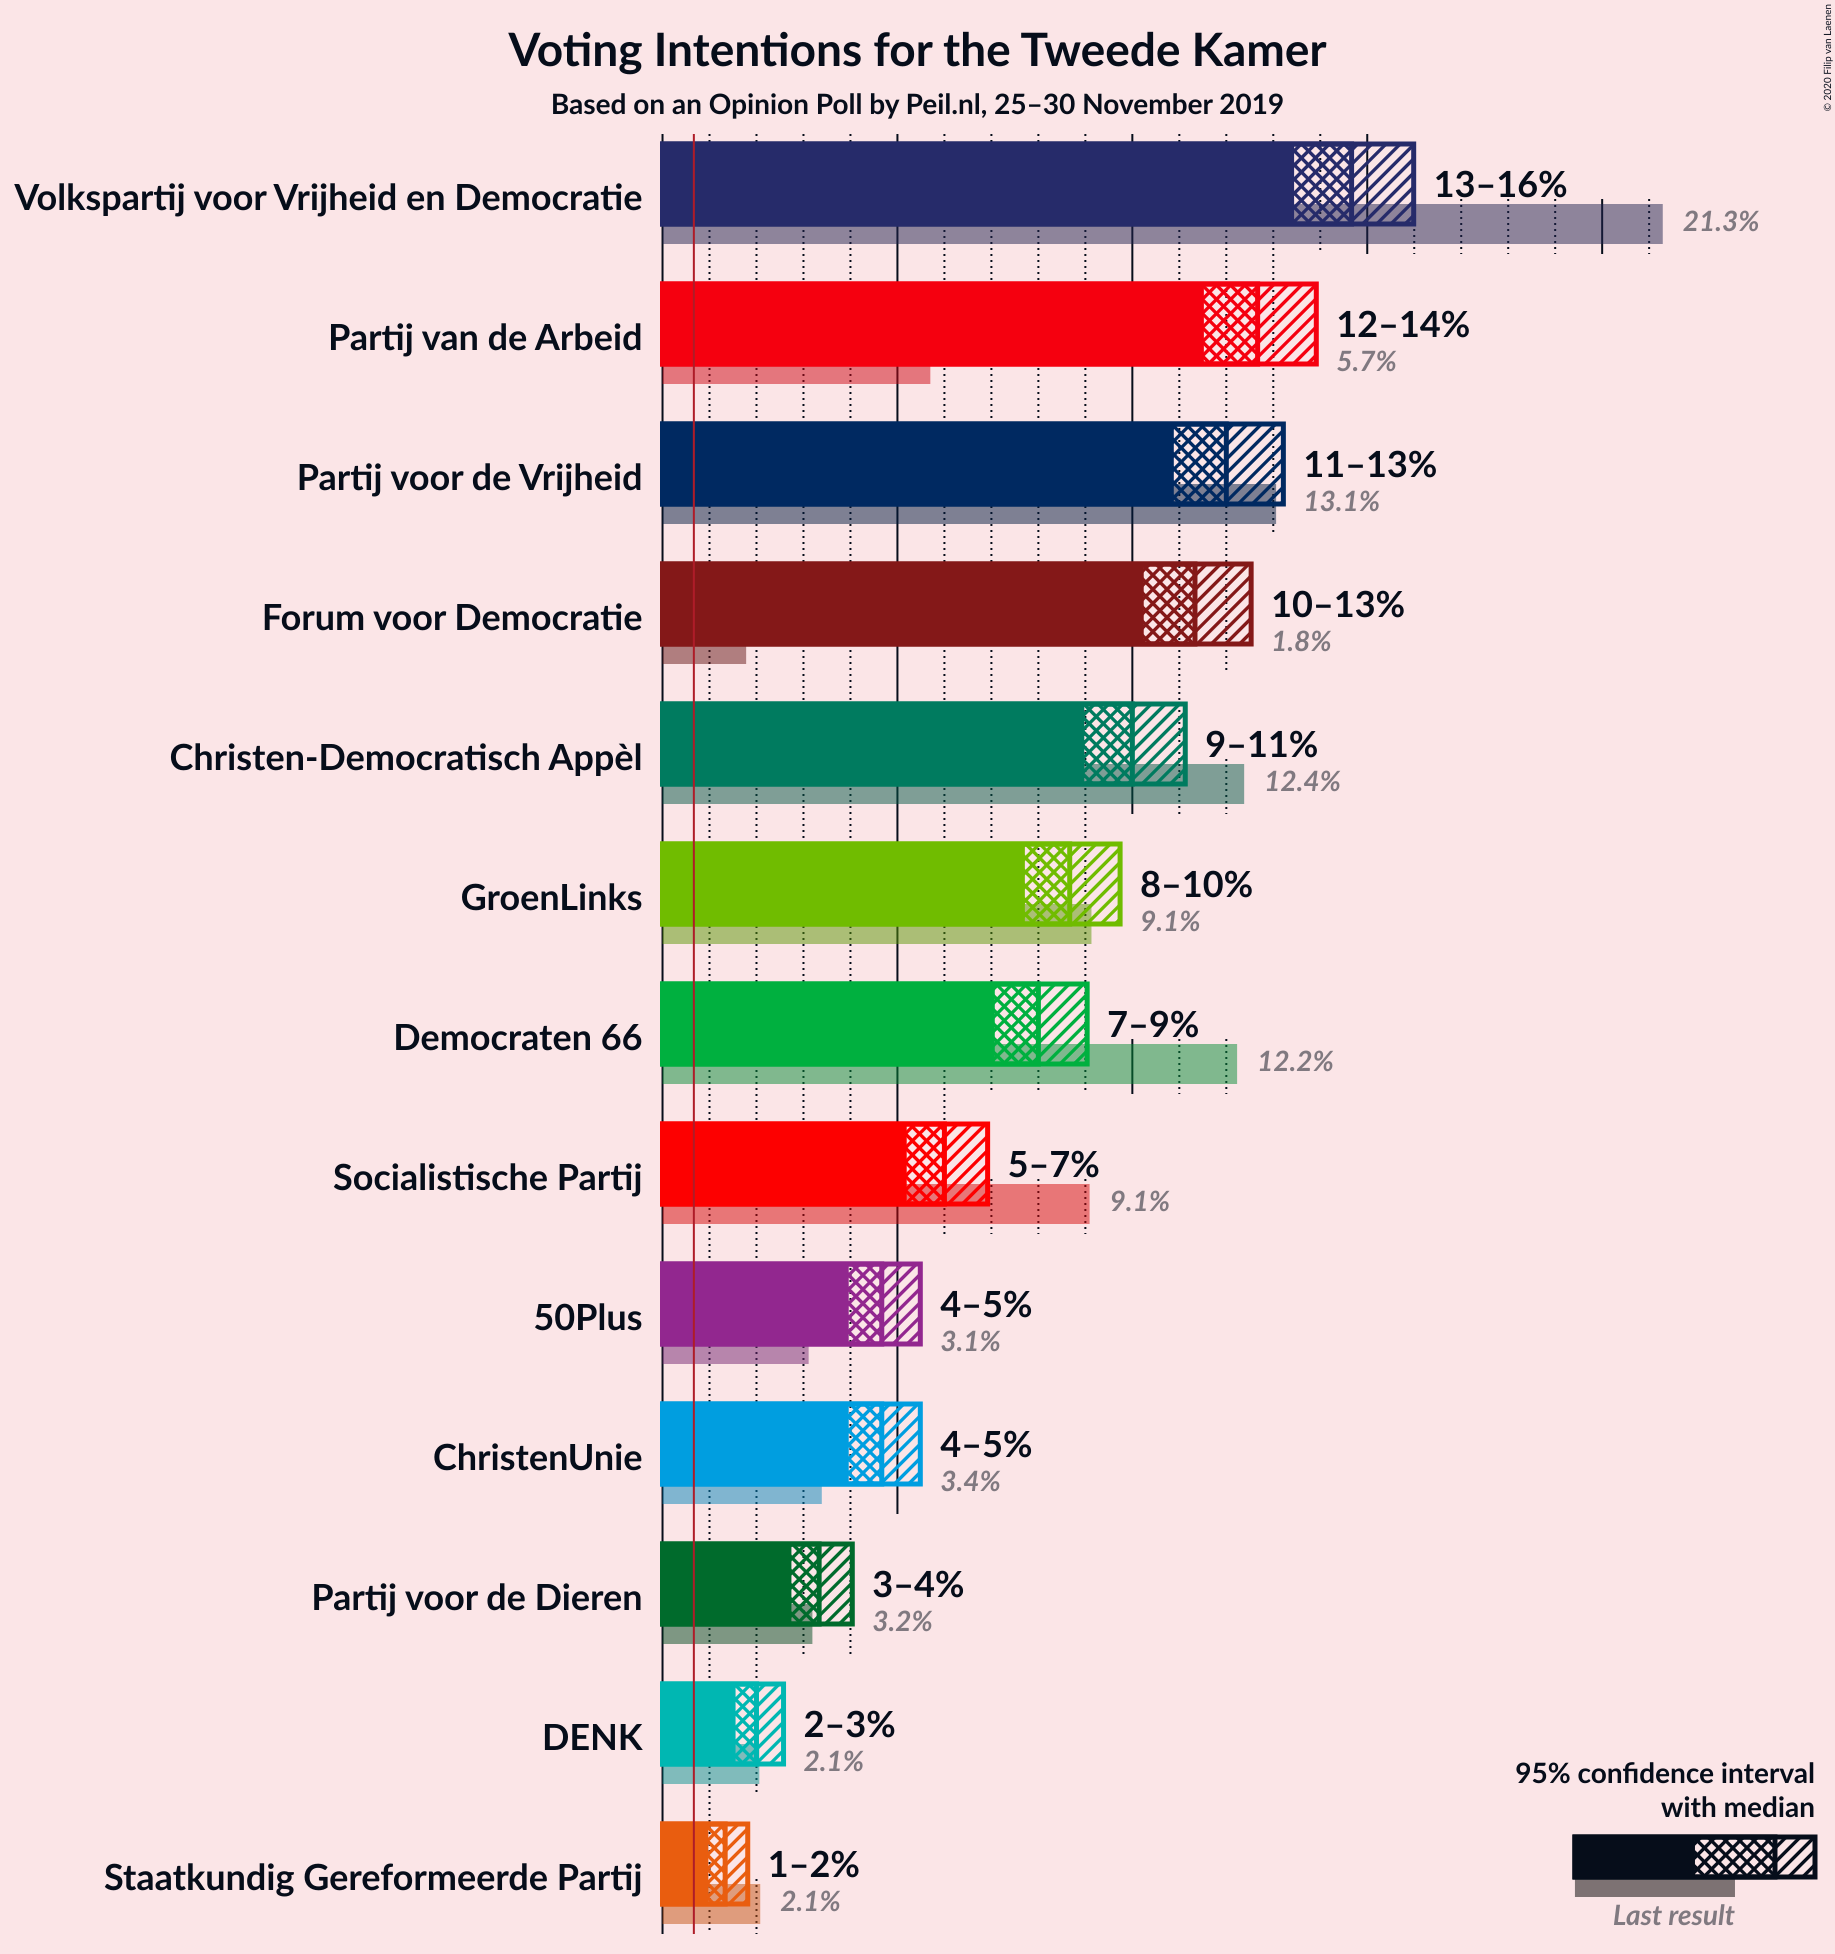 Voting Intentions for the Tweede Kamer
Based on an Opinion Poll by Peil.nl, 25–30 November 2019
© 2020 Filip van Laenen
Volkspartij voor Vrijheid en Democratie
13–16%
21.3%
Partij van de Arbeid
12–14%
5.7%
Partij voor de Vrijheid
11–13%
13.1%
Forum voor Democratie
10–13%
1.8%
Christen-Democratisch Appèl
9–11%
12.4%
GroenLinks
8–10%
9.1%
Democraten 66
7–9%
12.2%
Socialistische Partij
5–7%
9.1%
50Plus
4–5%
3.1%
ChristenUnie
4–5%
3.4%
Partij voor de Dieren
3–4%
3.2%
DENK
2–3%
2.1%
Staatkundig Gereformeerde Partij
1–2%
2.1%
95% confidence interval
with median
Last result